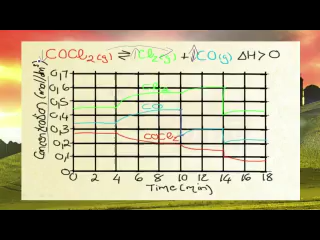 COCl₂(g) ⇌ Cl₂(g) + CO(g) ΔH>0
Concentration (mol/dm³)
0,7
0,6
0,5
0,4
0,3
0,2
0,1
0
Cl₂
CO
COCl₂
0 2 4 6 8 10 12 14 16 18
Time (min)